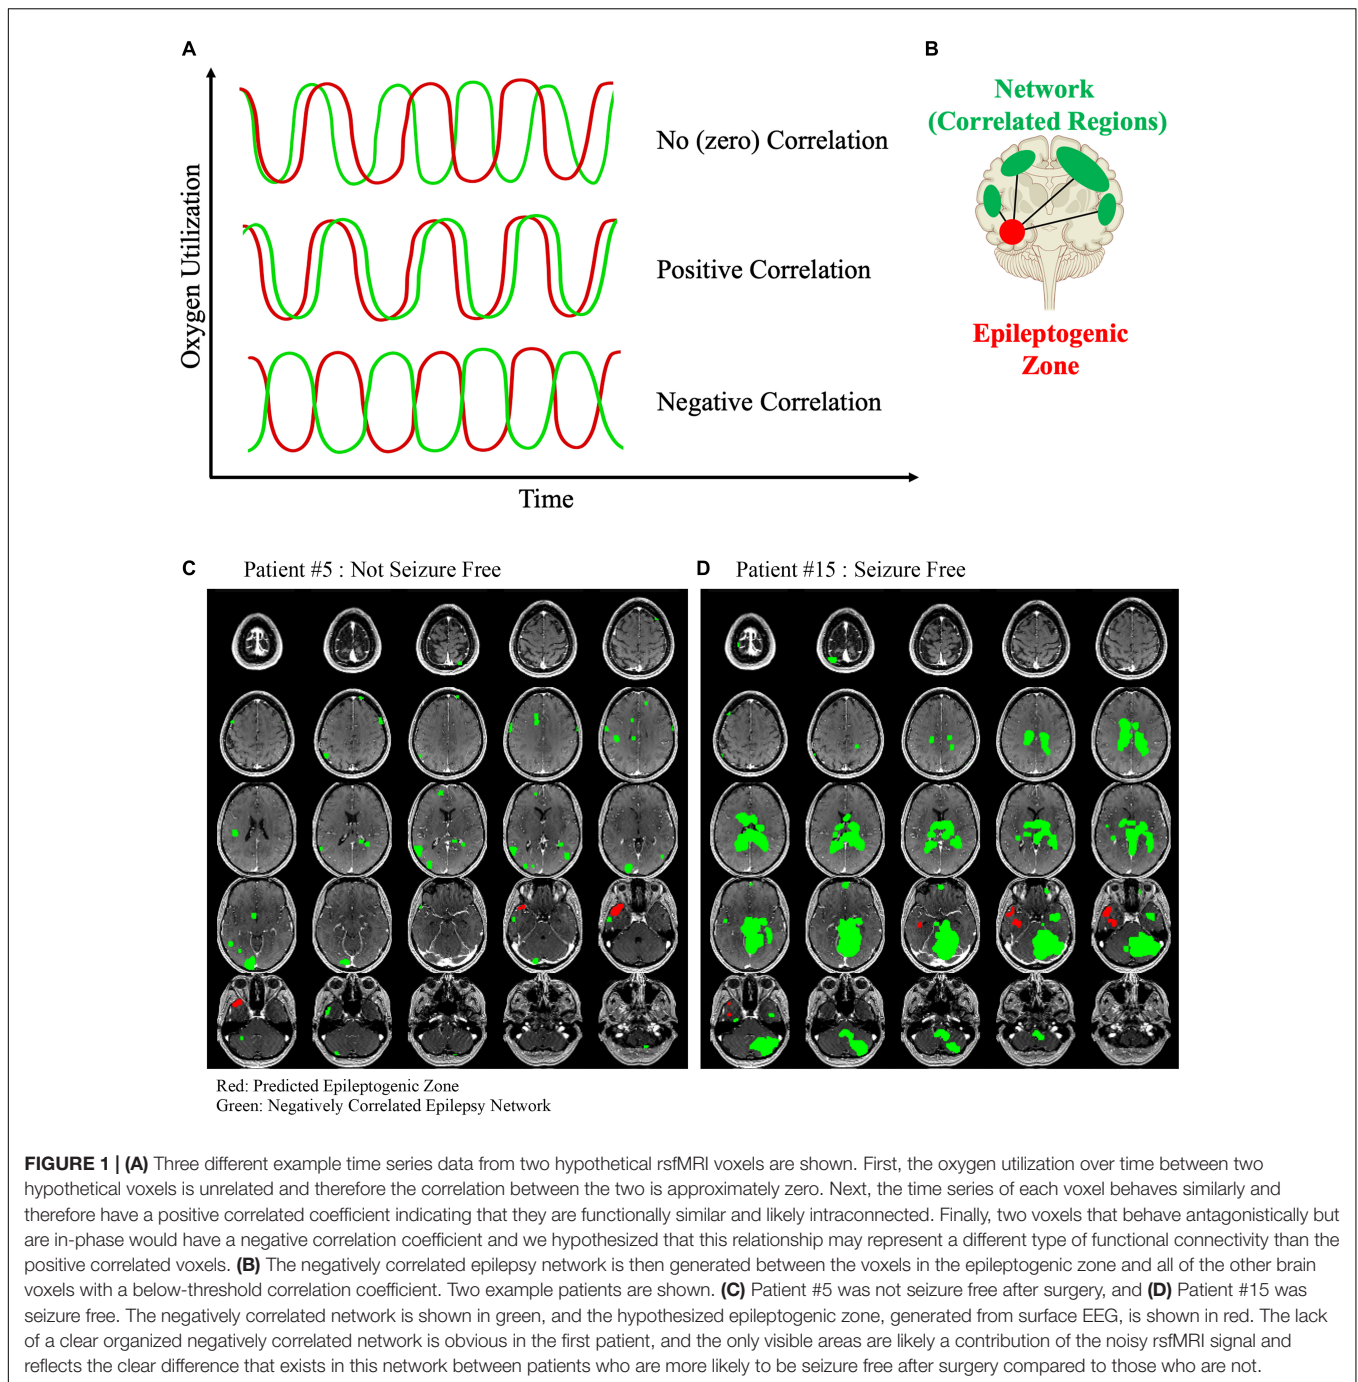 A
B
Oxygen Utilization
No (zero) Correlation
Positive Correlation
Negative Correlation
Time
Network
(Correlated Regions)
Epileptogenic
Zone
C
Patient #5 : Not Seizure Free
D
Patient #15 : Seizure Free
Red: Predicted Epileptogenic Zone
Green: Negatively Correlated Epilepsy Network
FIGURE 1 | (A) Three different example time series data from two hypothetical rsfMRI voxels are shown. First, the oxygen utilization over time between two
hypothetical voxels is unrelated and therefore the correlation between the two is approximately zero. Next, the time series of each voxel behaves similarly and
therefore have a positive correlated coefficient indicating that they are functionally similar and likely intraconnected. Finally, two voxels that behave antagonistically but
are in-phase would have a negative correlation coefficient and we hypothesized that this relationship may represent a different type of functional connectivity than the
positive correlated voxels. (B) The negatively correlated epilepsy network is then generated between the voxels in the epileptogenic zone and all of the other brain
voxels with a below-threshold correlation coefficient. Two example patients are shown. (C) Patient #5 was not seizure free after surgery, and (D) Patient #15 was
seizure free. The negatively correlated network is shown in green, and the hypothesized epileptogenic zone, generated from surface EEG, is shown in red. The lack
of a clear organized negatively correlated network is obvious in the first patient, and the only visible areas are likely a contribution of the noisy rsfMRI signal and
reflects the clear difference that exists in this network between patients who are more likely to be seizure free after surgery compared to those who are not.